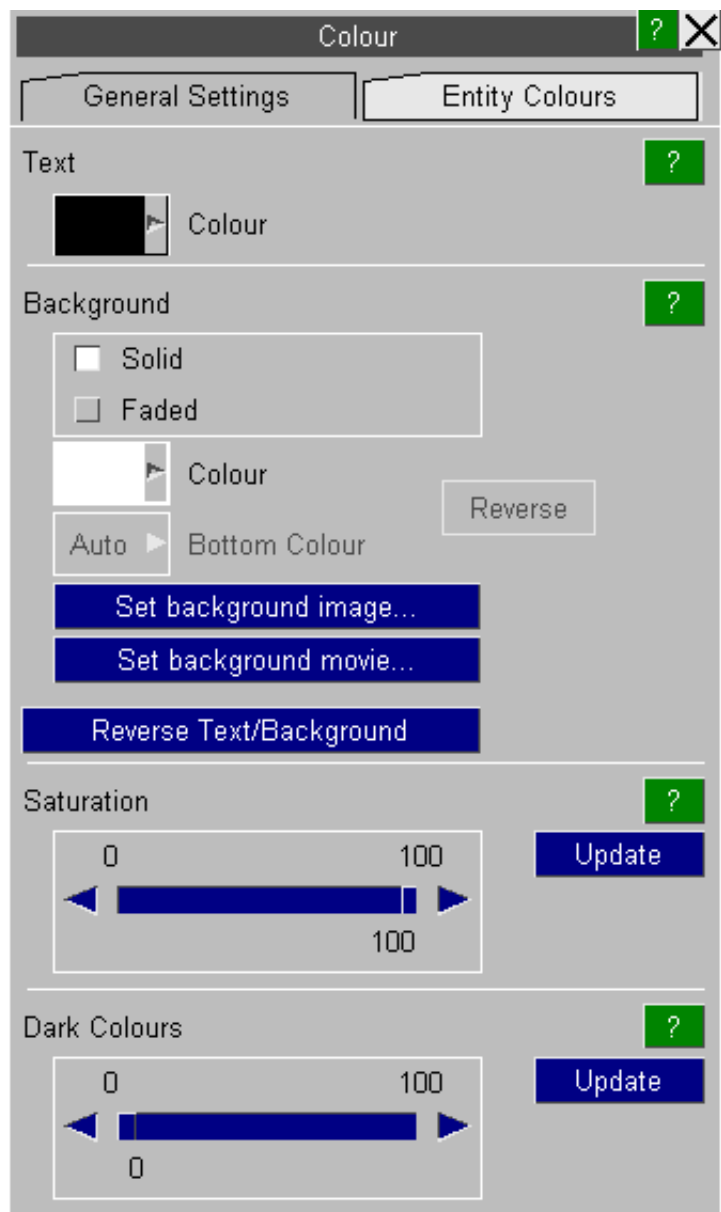 Colour ?
General Settings Entity Colours
Text ?
Colour
Background ?
Solid
Faded
Colour
Reverse
Auto Bottom Colour
Set background image...
Set background movie...
Reverse Text/Background
Saturation ?
0 100 Update
100
Dark Colours ?
0 100 Update
0